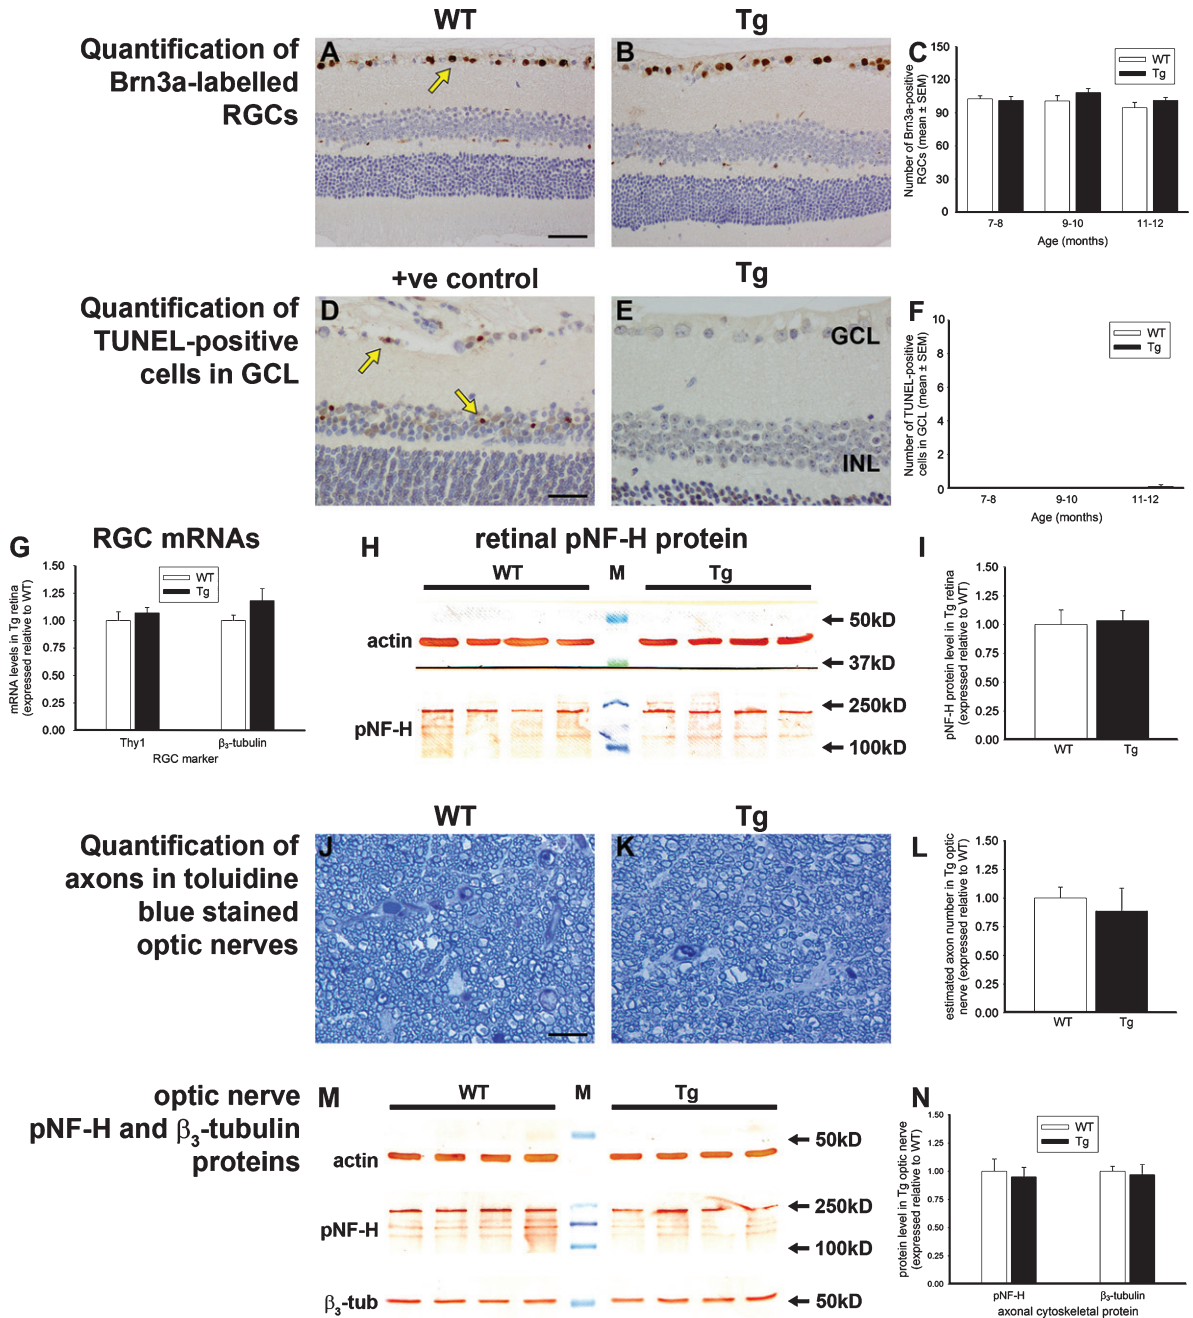 WT
Tg
Quantification of
Brn3a-labelled
RGCs
A
B
C
150
120
90
60
30
0
Number of Brn3a-positive
RGCs (mean ± SEM)
WT
Tg
7-8
9-10
11-12
Age (months)
+ve control
Tg
Quantification of
TUNEL-positive
cells in GCL
D
E
GCL
INL
F
10
8
6
4
2
0
Number of TUNEL-positive
cells in GCL (mean ± SEM)
WT
Tg
7-8
9-10
11-12
Age (months)
G
RGC mRNAs
1.50
1.25
1.00
0.75
0.50
0.25
0.00
mRNA levels in Tg retina
(expressed relative to WT)
WT
Tg
Thy1
β3-tubulin
RGC marker
H
retinal pNF-H protein
WT
M
Tg
actin
50kD
37kD
pNF-H
250kD
100kD
I
1.50
1.25
1.00
0.75
0.50
0.25
0.00
pNF-H protein level in Tg retina
(expressed relative to WT)
WT
Tg
WT
Tg
Quantification of
axons in toluidine
blue stained
optic nerves
J
K
L
1.50
1.25
1.00
0.75
0.50
0.25
0.00
estimated axon number in Tg optic
nerve (expressed relative to WT)
WT
Tg
optic nerve
pNF-H and β3-tubulin
proteins
M
WT
M
Tg
actin
50kD
pNF-H
250kD
100kD
β3-tub
50kD
N
1.50
1.25
1.00
0.75
0.50
0.25
0.00
protein level in Tg optic nerve
(expressed relative to WT)
WT
Tg
pNF-H
β3-tubulin
axonal cytoskeletal protein